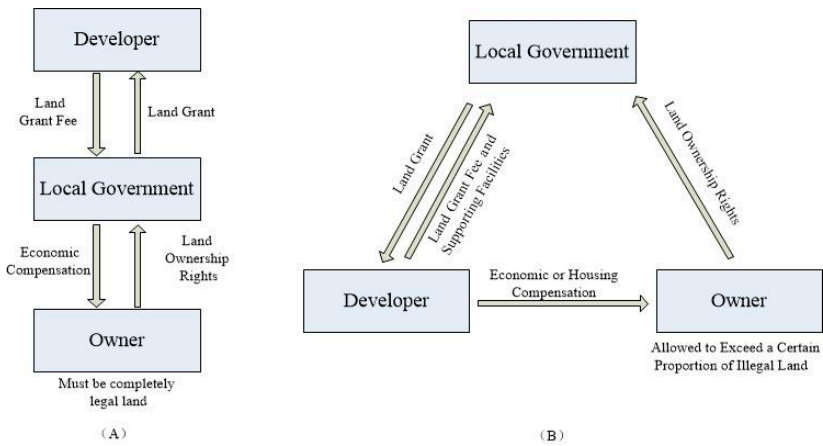 Developer
Land
Grant Fee
Land Grant
Local Government
Economic
Compensation
Land
Ownership
Rights
Owner
Must be completely
legal land
(A)
Local Government
Land Grant
Land Grant Fee and
Supporting Facilities
Land Ownership Rights
Developer
Economic or Housing
Compensation
Owner
Allowed to Exceed a Certain
Proportion of Illegal Land
(B)